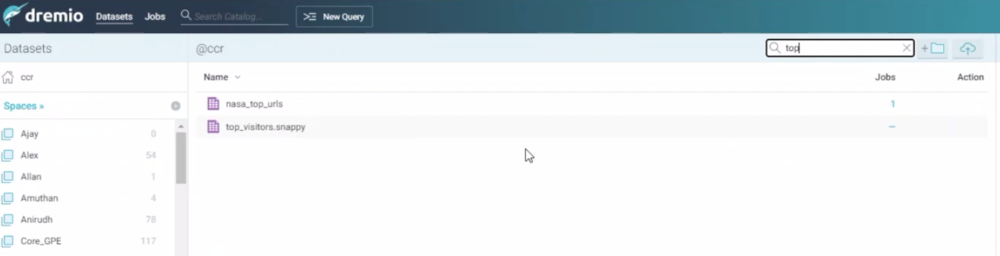 dremio Datasets Jobs Search Catalog... New Query
Datasets @ccr top
ccr Name Jobs Action
Spaces » nasa_top_urls 1
Ajay 0 top_visitors.snappy –
Alex 54
Allan 1
Amuthan 4
Anirudh 78
Core_GPE 117